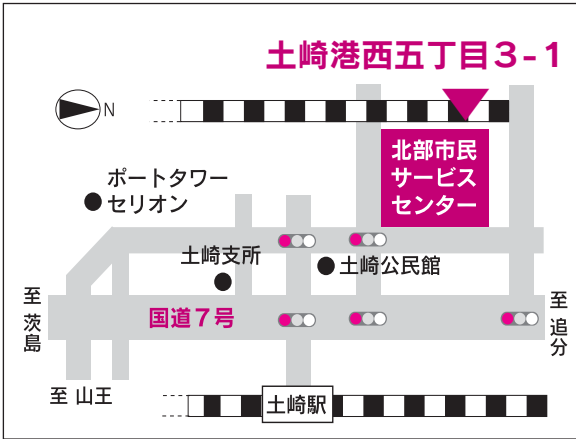 土崎港西五丁目3-1
N
北部市民
サービス
センター
ポートタワー
セリオン
土崎支所
土崎公民館
至 茨島
国道7号
至 追分
至 山王
土崎駅